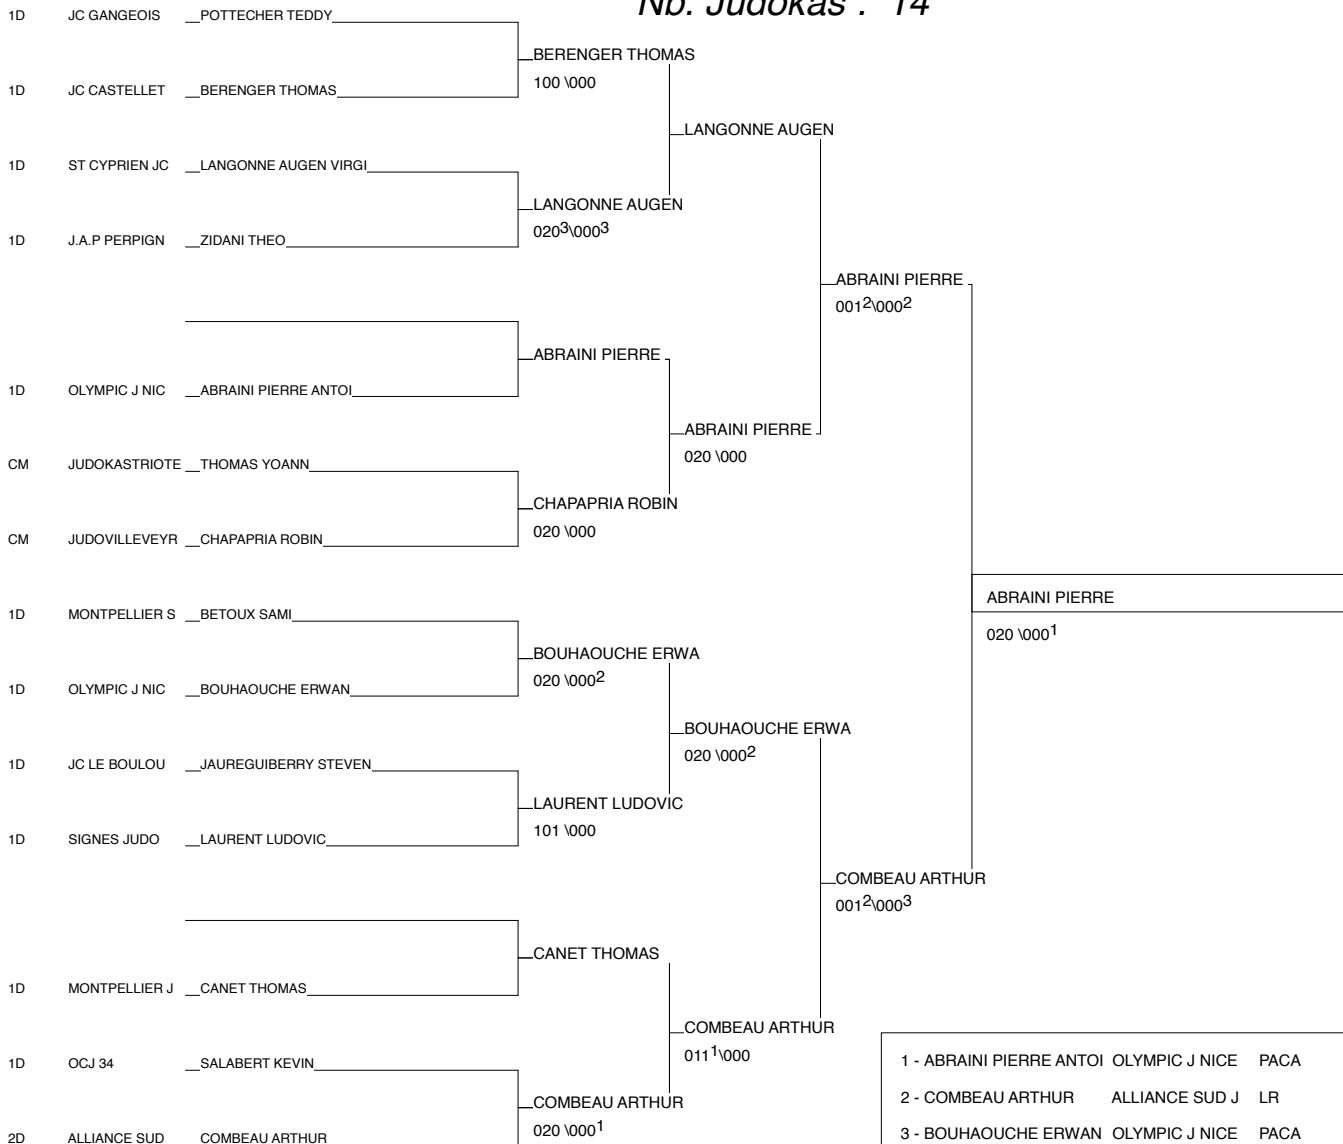 Nb. Judokas : 14
1D JC GANGEOIS POTTECHER TEDDY
BERENGER THOMAS
100 \000
1D JC CASTELLET BERENGER THOMAS
LANGONNE AUGEN
1D ST CYPRIEN JC LANGONNE AUGEN VIRGI
LANGONNE AUGEN
020³\000³
1D J.A.P PERPIGN ZIDANI THEO
ABRAINI PIERRE
001²\000²
ABRAINI PIERRE
1D OLYMPIC J NIC ABRAINI PIERRE ANTOI
ABRAINI PIERRE
020 \000
CM JUDOKASTRIOTE THOMAS YOANN
CHAPAPRIA ROBIN
020 \000
CM JUDOVILLEVEYR CHAPAPRIA ROBIN
ABRAINI PIERRE
020 \000¹
1D MONTPELLIER S BETOUX SAMI
BOUHAOUCHE ERWA
020 \000²
1D OLYMPIC J NIC BOUHAOUCHE ERWAN
BOUHAOUCHE ERWA
020 \000²
1D JC LE BOULOU JAUREGUIBERRY STEVEN
LAURENT LUDOVIC
101 \000
1D SIGNES JUDO LAURENT LUDOVIC
COMBEAU ARTHUR
001²\000³
CANET THOMAS
1D MONTPELLIER J CANET THOMAS
COMBEAU ARTHUR
011¹\000
1D OCJ 34 SALABERT KEVIN
COMBEAU ARTHUR
020 \000¹
2D ALLIANCE SUD COMBEAU ARTHUR
1 - ABRAINI PIERRE ANTOI OLYMPIC J NICE PACA
2 - COMBEAU ARTHUR ALLIANCE SUD J LR
3 - BOUHAOUCHE ERWAN OLYMPIC J NICE PACA